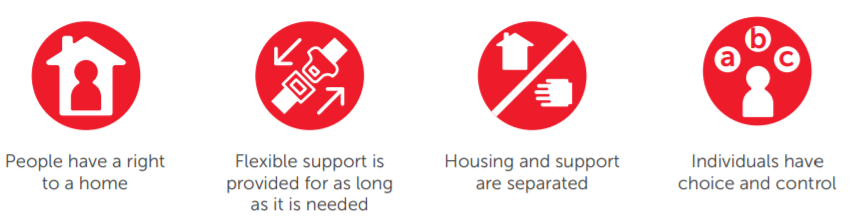 a b c
People have a right
to a home
Flexible support is
provided for as long
as it is needed
Housing and support
are separated
Individuals have
choice and control